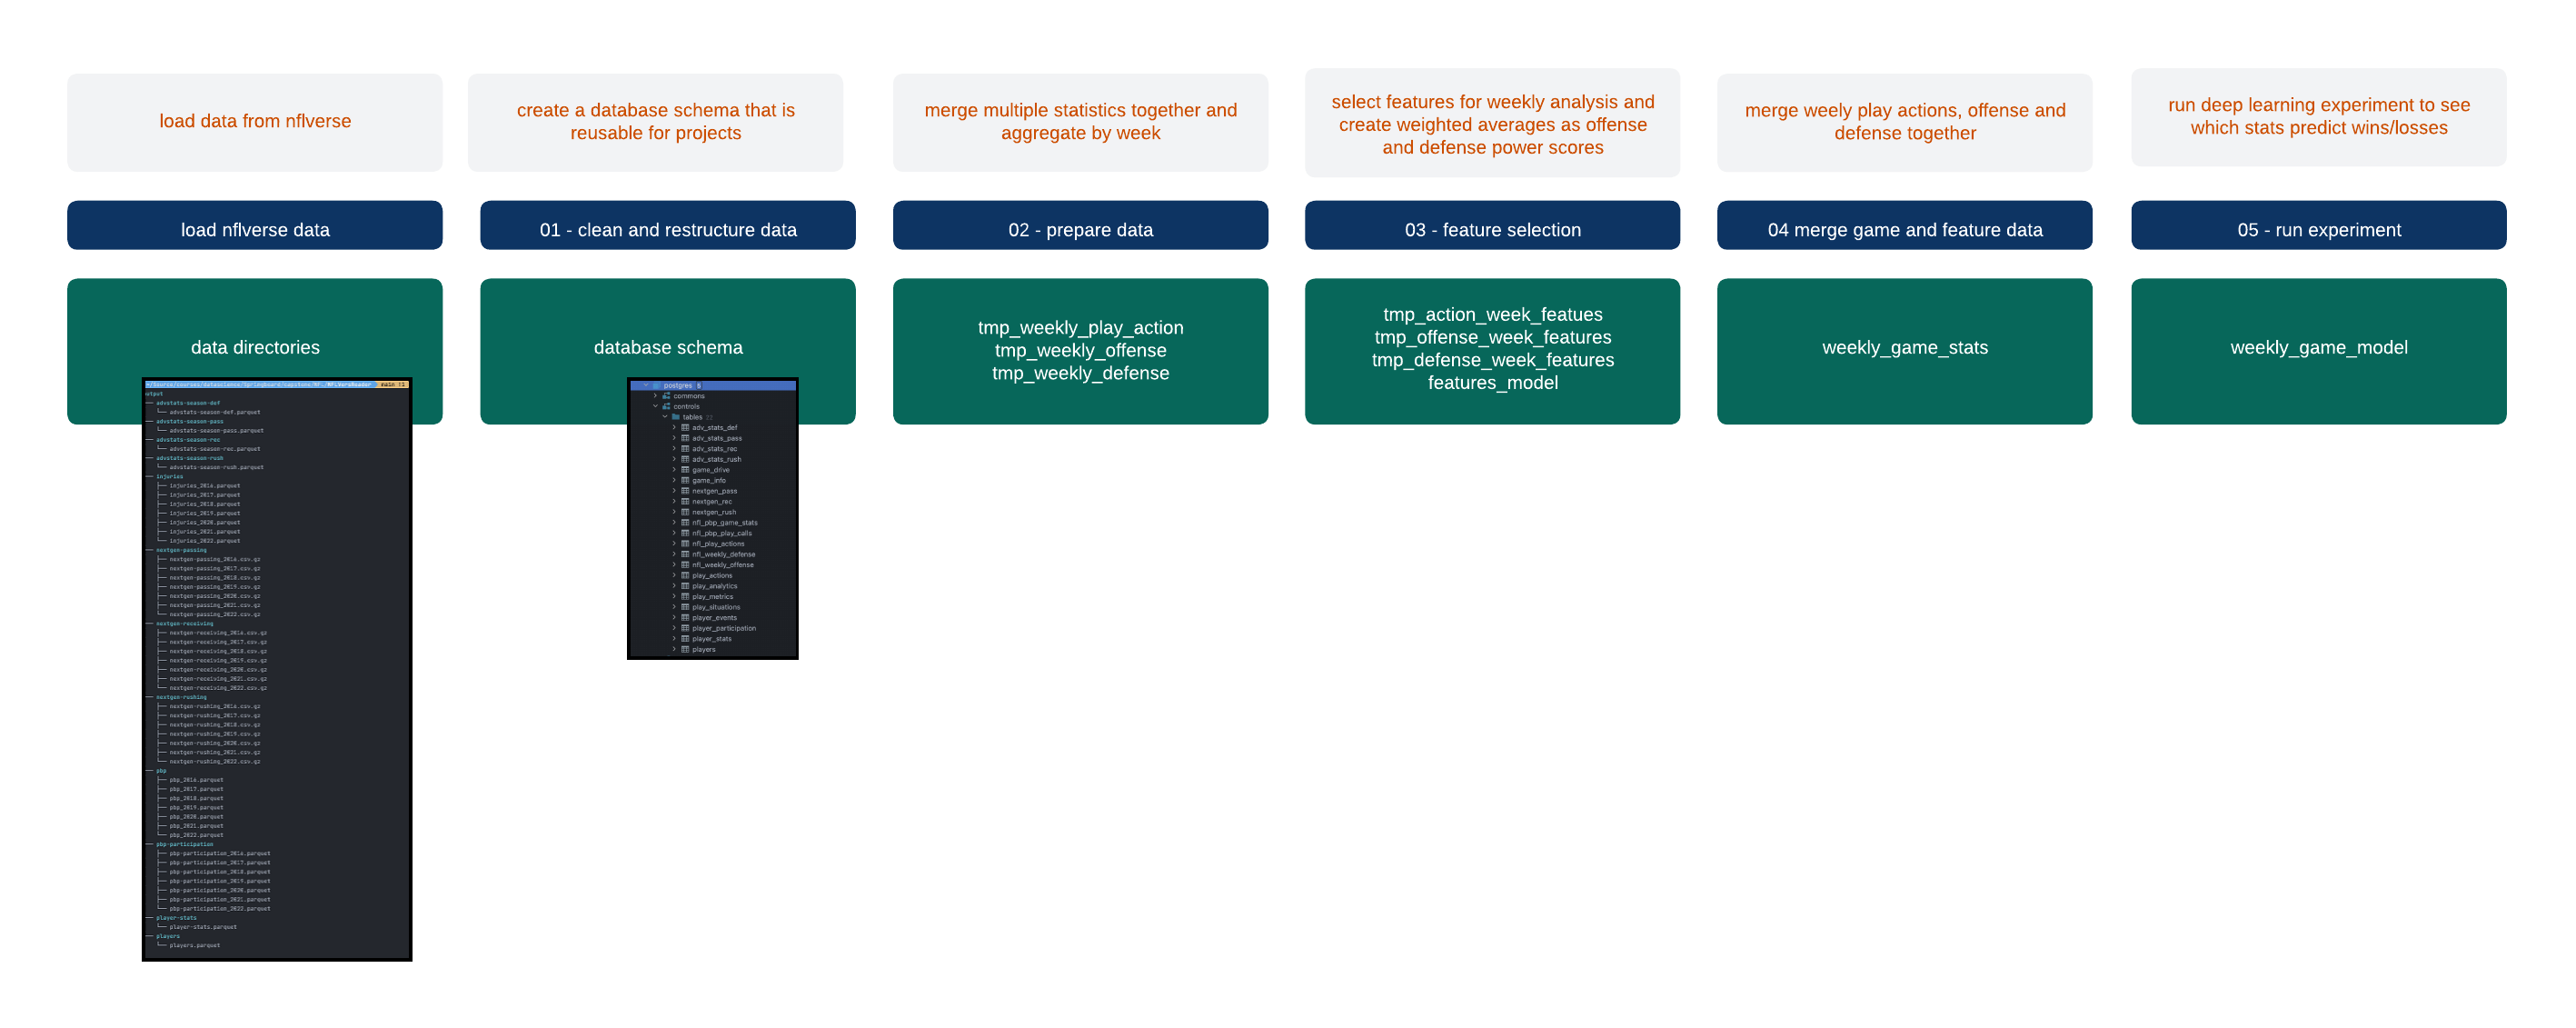 load data from nflverse
create a database schema that is
reusable for projects
merge multiple statistics together and
aggregate by week
select features for weekly analysis and
create weighted averages as offense
and defense power scores
merge weely play actions, offense and
defense together
run deep learning experiment to see
which stats predict wins/losses
load nflverse data
01 - clean and restructure data
02 - prepare data
03 - feature selection
04 merge game and feature data
05 - run experiment
data directories
database schema
tmp_weekly_play_action
tmp_weekly_offense
tmp_weekly_defense
tmp_action_week_featues
tmp_offense_week_features
tmp_defense_week_features
features_model
weekly_game_stats
weekly_game_model
main !1
output
advstats-season-def
advstats-season-def.parquet
advstats-season-pass
advstats-season-pass.parquet
advstats-season-rec
advstats-season-rec.parquet
advstats-season-rush
advstats-season-rush.parquet
injuries
injuries_2016.parquet
injuries_2017.parquet
injuries_2018.parquet
injuries_2019.parquet
injuries_2020.parquet
injuries_2021.parquet
injuries_2022.parquet
nextgen-passing
nextgen-passing_2016.csv.gz
nextgen-passing_2017.csv.gz
nextgen-passing_2018.csv.gz
nextgen-passing_2019.csv.gz
nextgen-passing_2020.csv.gz
nextgen-passing_2021.csv.gz
nextgen-passing_2022.csv.gz
nextgen-receiving
nextgen-receiving_2016.csv.gz
nextgen-receiving_2017.csv.gz
nextgen-receiving_2018.csv.gz
nextgen-receiving_2019.csv.gz
nextgen-receiving_2020.csv.gz
nextgen-receiving_2021.csv.gz
nextgen-receiving_2022.csv.gz
nextgen-rushing
nextgen-rushing_2016.csv.gz
nextgen-rushing_2017.csv.gz
nextgen-rushing_2018.csv.gz
nextgen-rushing_2019.csv.gz
nextgen-rushing_2020.csv.gz
nextgen-rushing_2021.csv.gz
nextgen-rushing_2022.csv.gz
pbp
pbp_2016.parquet
pbp_2017.parquet
pbp_2018.parquet
pbp_2019.parquet
pbp_2020.parquet
pbp_2021.parquet
pbp_2022.parquet
pbp-participation
pbp-participation_2016.parquet
pbp-participation_2017.parquet
pbp-participation_2018.parquet
pbp-participation_2019.parquet
pbp-participation_2020.parquet
pbp-participation_2021.parquet
pbp-participation_2022.parquet
player-stats
player-stats.parquet
players
players.parquet
postgres 5
commons
controls
tables 23
adv_stats_def
adv_stats_pass
adv_stats_rec
adv_stats_rush
game_drive
game_info
nextgen_pass
nextgen_rec
nextgen_rush
nfl_pbp_game_stats
nfl_pbp_play_calls
nfl_play_actions
nfl_weekly_defense
nfl_weekly_offense
play_actions
play_analytics
play_metrics
play_situations
player_events
player_participation
player_stats
players